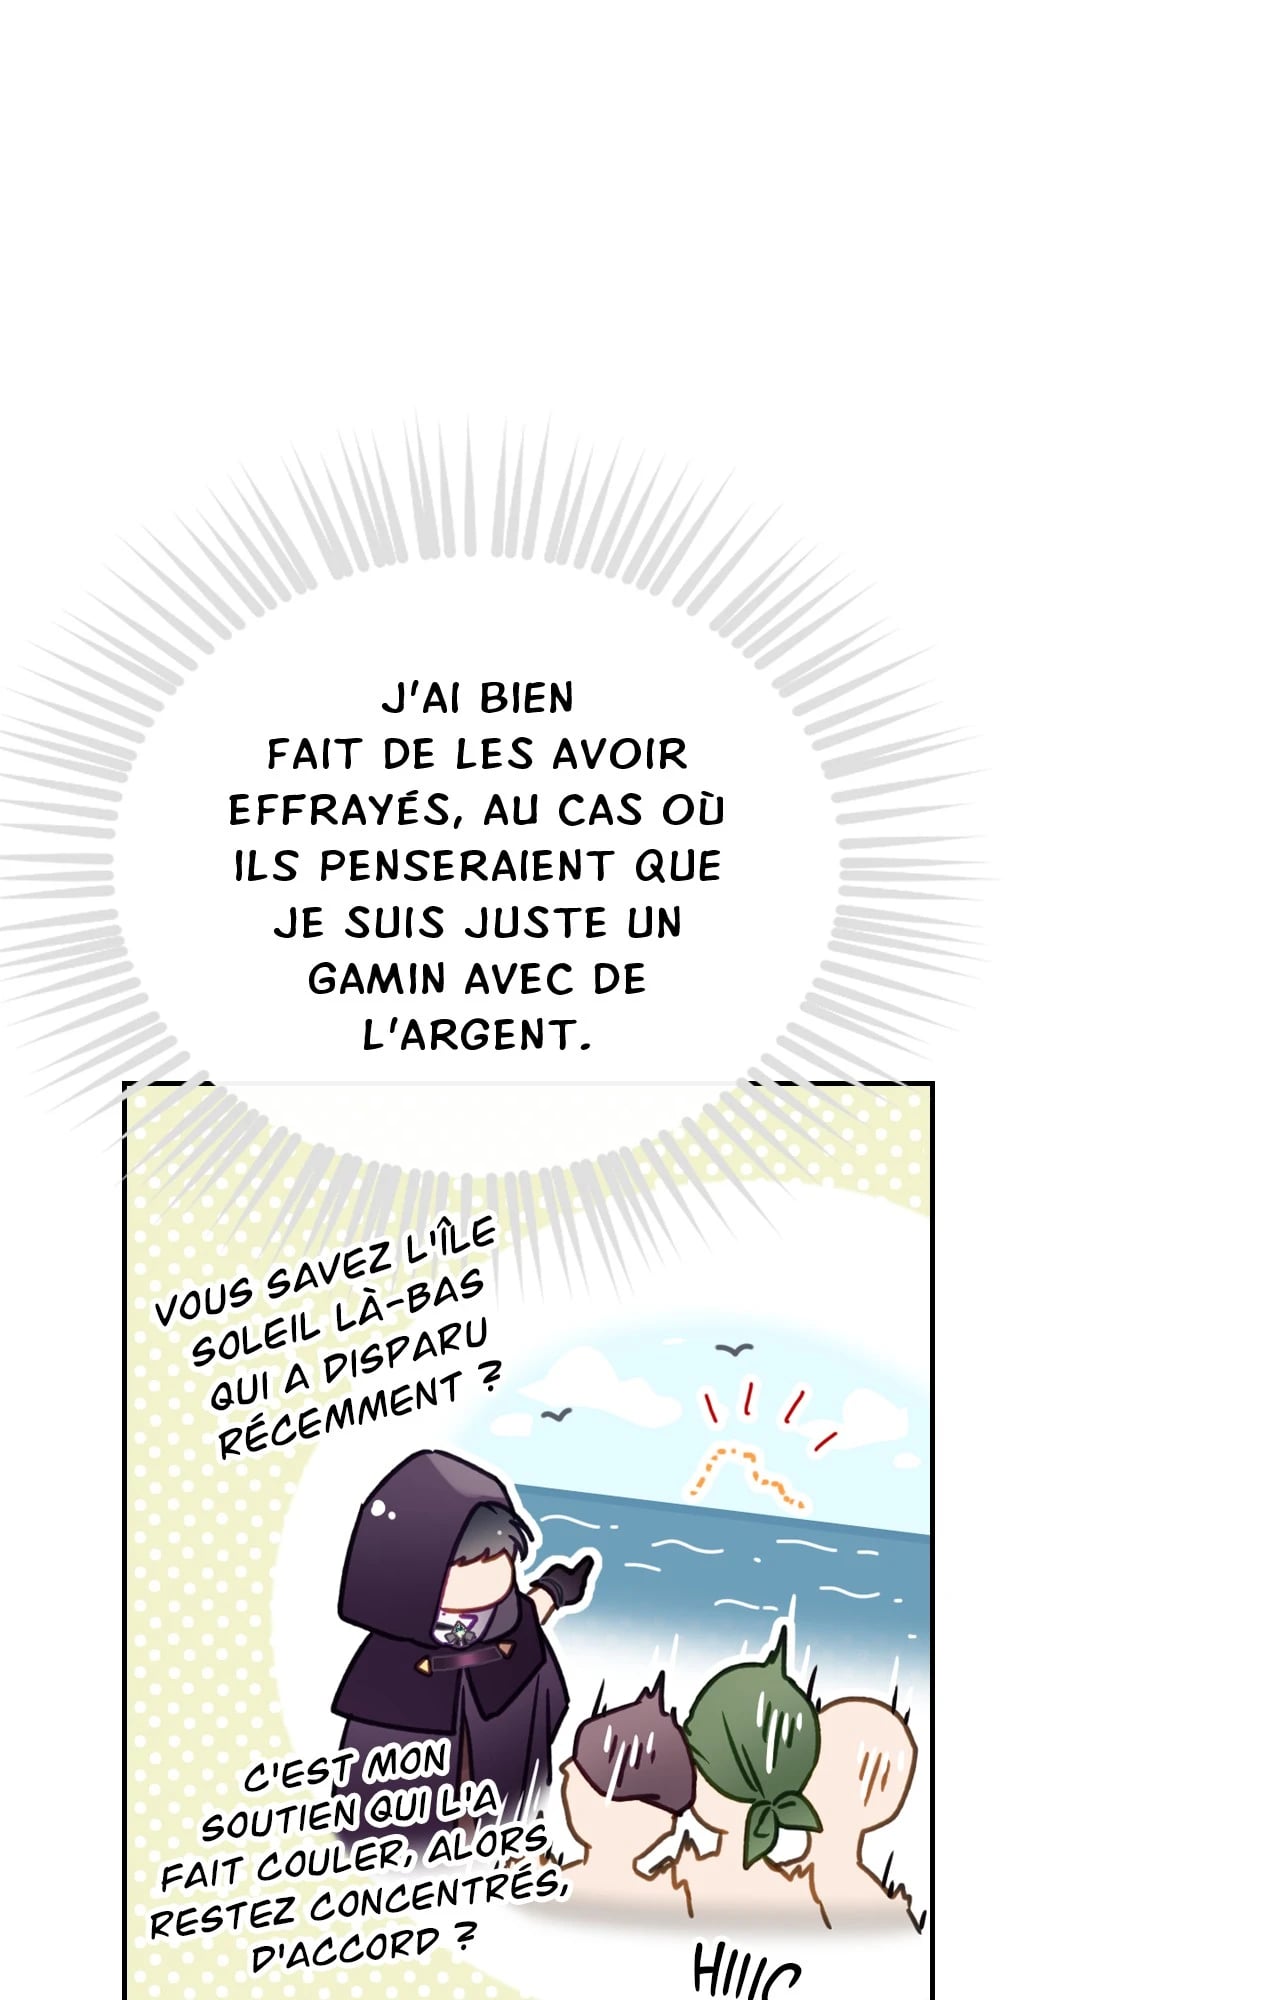 J'AI BIEN
FAIT DE LES AVOIR
EFFRAYÉS, AU CAS OÙ
ILS PENSERAIENT QUE
JE SUIS JUSTE UN
GAMIN AVEC DE
L'ARGENT.
VOUS SAVEZ L'ÎLE
SOLEIL LÀ-BAS
QUI A DISPARU
RÉCEMMENT ?
C'EST MON
SOUTIEN QUI L'A
FAIT COULER, ALORS
RESTEZ CONCENTRÉS,
D'ACCORD ?
HIIIC